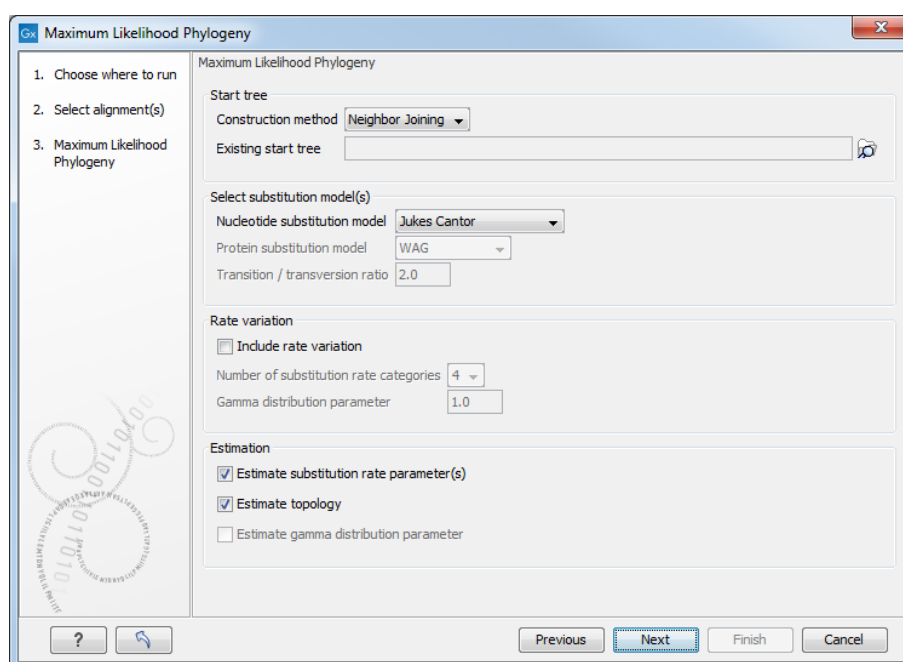 Gx Maximum Likelihood Phylogeny
1. Choose where to run
2. Select alignment(s)
3. Maximum Likelihood
Phylogeny
Maximum Likelihood Phylogeny
Start tree
Construction method Neighbor Joining
Existing start tree
Select substitution model(s)
Nucleotide substitution model Jukes Cantor
Protein substitution model WAG
Transition / transversion ratio 2.0
Rate variation
Include rate variation
Number of substitution rate categories 4
Gamma distribution parameter 1.0
Estimation
Estimate substitution rate parameter(s)
Estimate topology
Estimate gamma distribution parameter
? Previous Next Finish Cancel